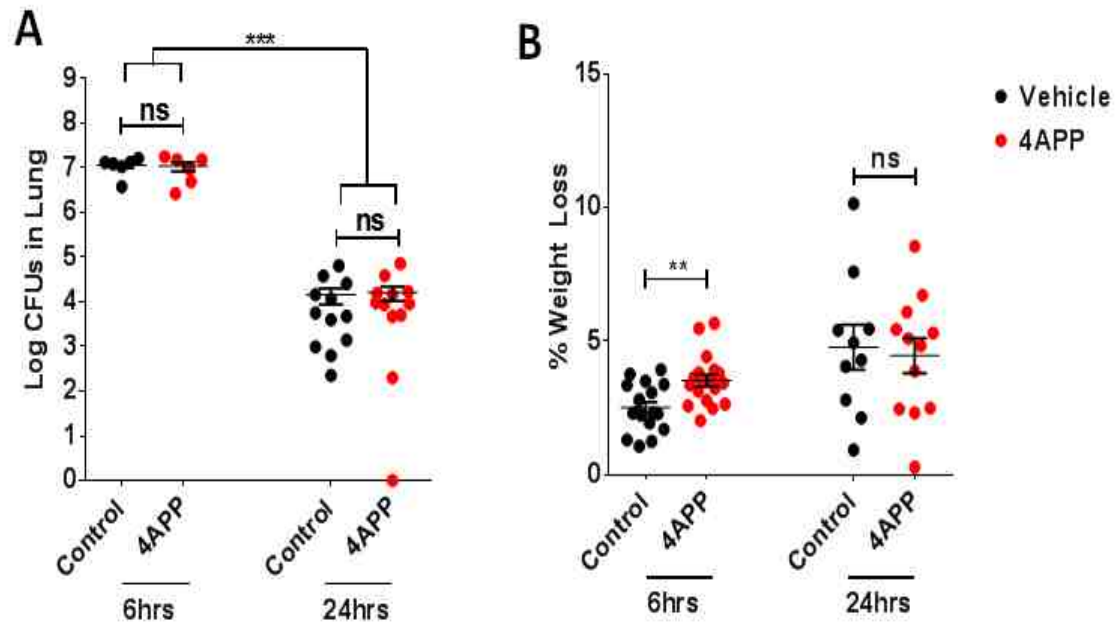 A
***
ns
ns
Log CFUs in Lung
9
8
7
6
5
4
3
2
1
0
Control
4APP
Control
4APP
6hrs
24hrs
B
Vehicle
4APP
**
ns
% Weight Loss
15
10
5
0
Control
4APP
Control
4APP
6hrs
24hrs